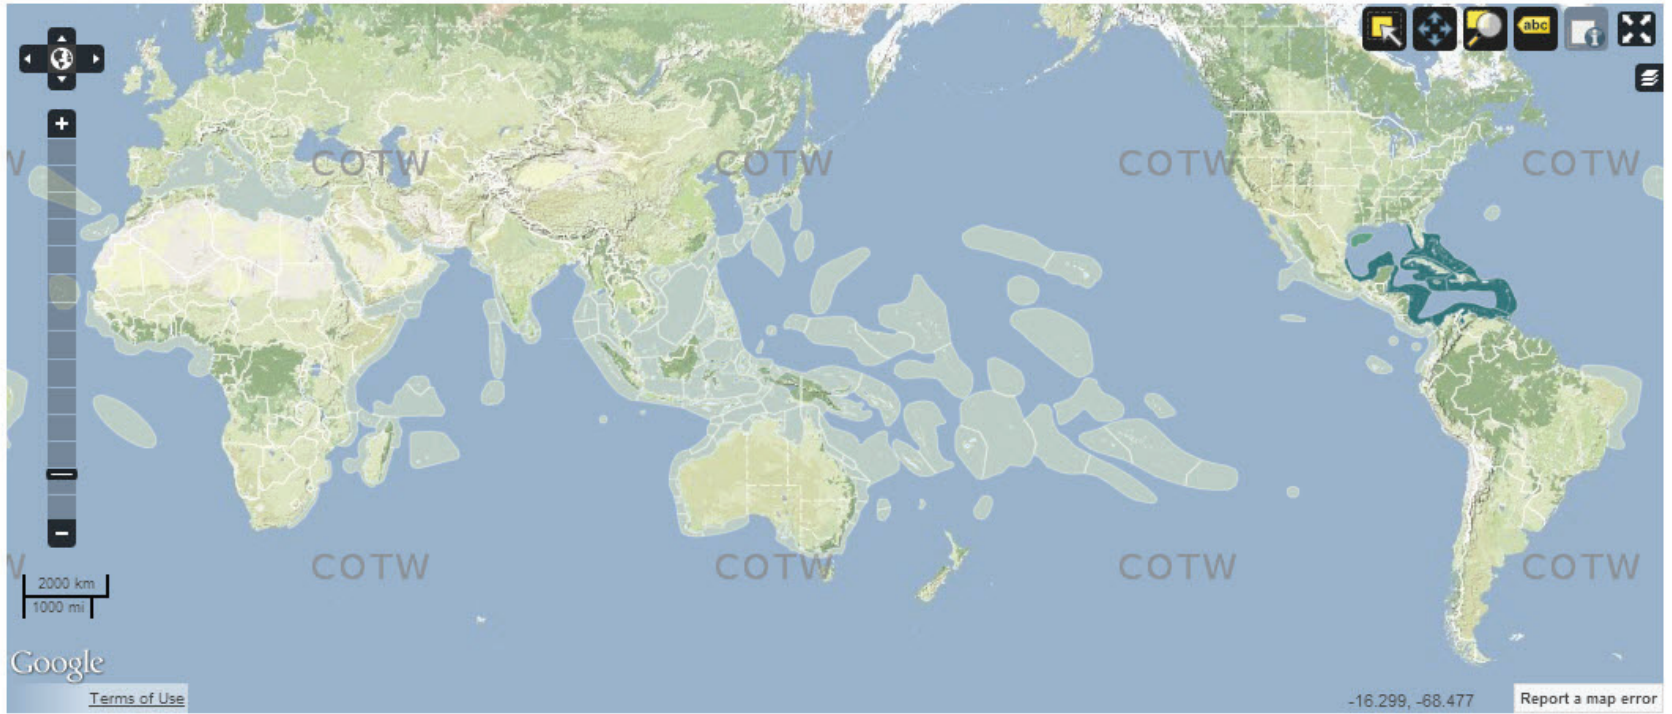 abc
W
COTW
COTW
COTW
COTW
+
−
W
COTW
COTW
COTW
COTW
2000 km
1000 mi
Google
Terms of Use
-16.299, -68.477
Report a map error